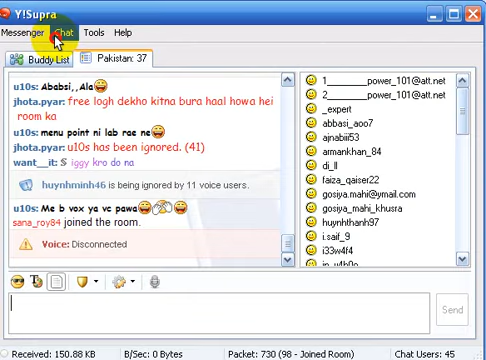 Y!Supra
Messenger Chat Tools Help
Buddy List
Pakistan: 37
u10s: Ababsi,,Ala
jhota.pyar: free logh dekho kitna bura haal howa hei
room ka
u10s: menu point ni lab rae ne
jhota.pyar: u10s has been ignored. (41)
want__it: S iggy kro do na
huynhminh46 is being ignored by 11 voice users.
u10s: Me b vox ya vc pawa
sana_roy84 joined the room.
Voice: Disconnected
1________power_101@att.net
2________power_101@att.net
_expert
abbasi_aoo7
ajnabiii53
armankhan_84
di_ll
faiza_qaiser22
gosiya.mahi@ymail.com
gosiya_mahi_khusra
huynhthanh97
i.saif_9
i33w4f4
Send
Received: 150.88 KB
B/Sec: 0 Bytes
Packet: 730 (98 - Joined Room)
Chat Users: 45